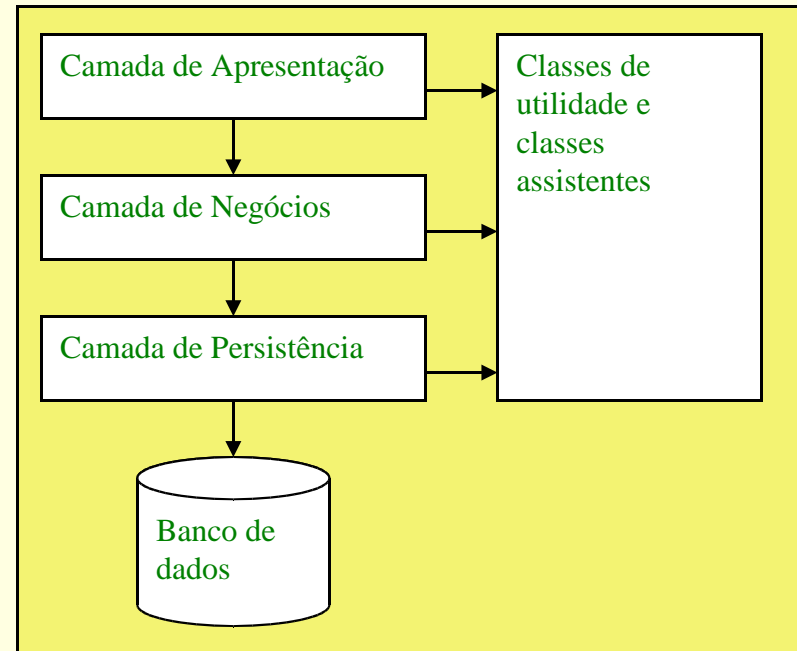 Camada de Apresentação
Classes de
utilidade e
classes
assistentes
Camada de Negócios
Camada de Persistência
Banco de
dados